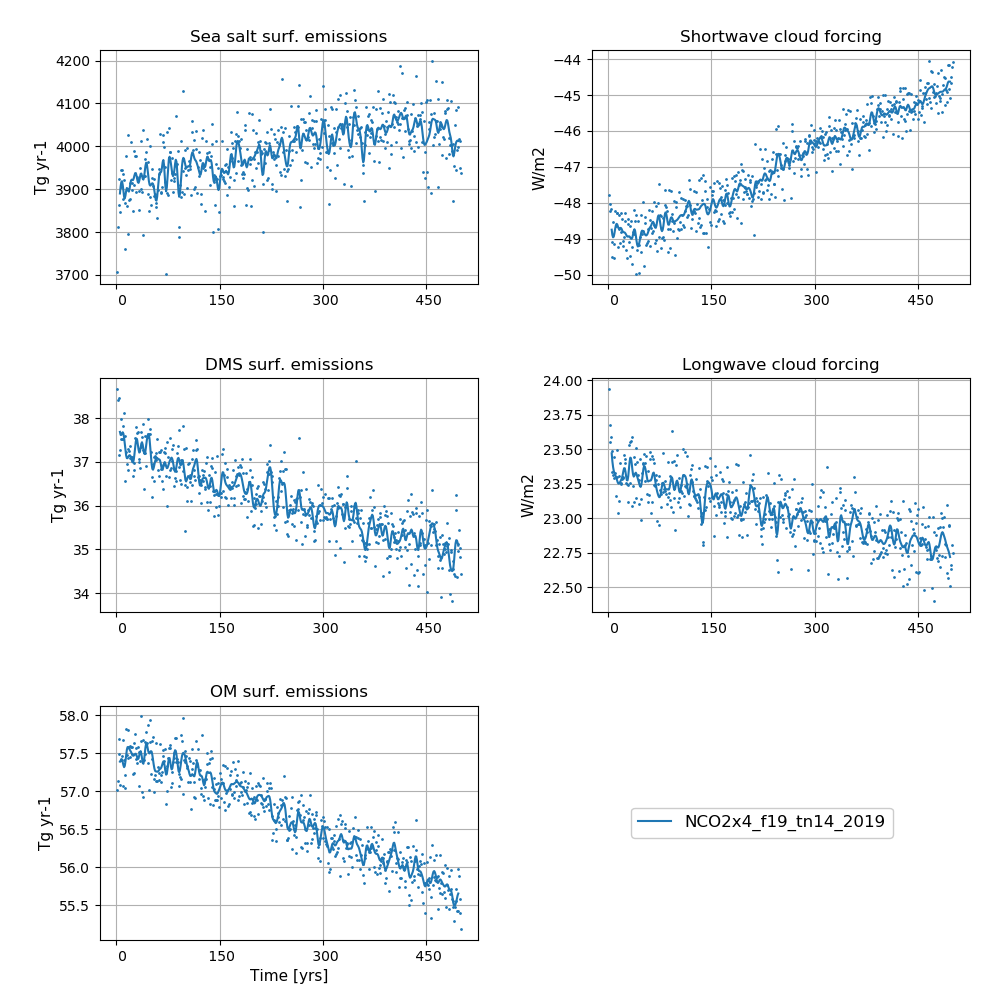 Sea salt surf. emissions
4200
4100
4000
3900
3800
3700
Tg yr-1
0 150 300 450
Shortwave cloud forcing
−44
−45
−46
−47
−48
−49
−50
W/m2
0 150 300 450
DMS surf. emissions
38
37
36
35
34
Tg yr-1
0 150 300 450
Longwave cloud forcing
24.00
23.75
23.50
23.25
23.00
22.75
22.50
W/m2
0 150 300 450
OM surf. emissions
58.0
57.5
57.0
56.5
56.0
55.5
Tg yr-1
0 150 300 450
Time [yrs]
NCO2x4_f19_tn14_2019